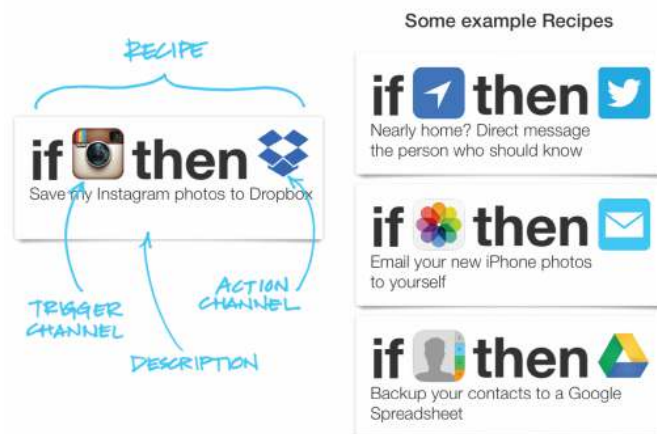 RECIPE
if then
Save my Instagram photos to Dropbox
TRIGGER
CHANNEL
DESCRIPTION
ACTION
CHANNEL
Some example Recipes
if then
Nearly home? Direct message
the person who should know
if then
Email your new iPhone photos
to yourself
if then
Backup your contacts to a Google
Spreadsheet